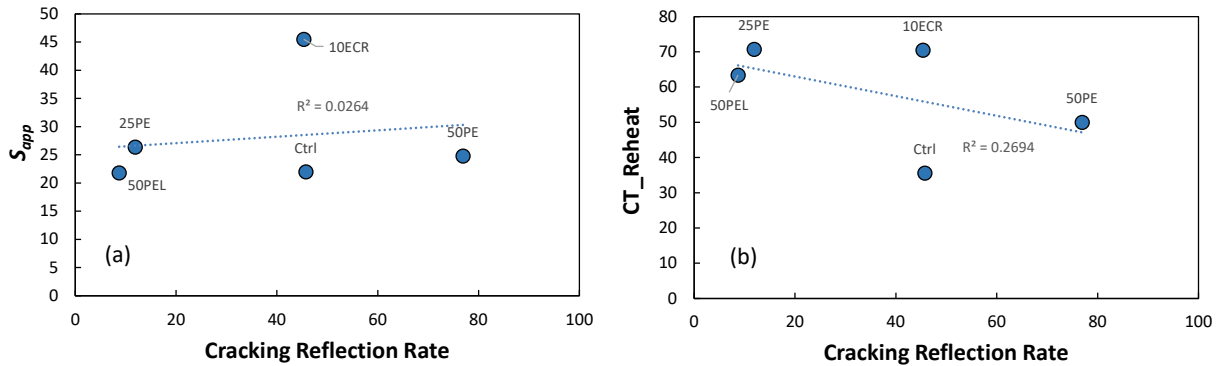 50
45
40
35
30
25
20
15
10
5
0
S_app
10ECR
R² = 0.0264
25PE
50PE
Ctrl
50PEL
(a)
0 20 40 60 80 100
Cracking Reflection Rate
80
70
60
50
40
30
20
10
0
CT_Reheat
25PE
10ECR
50PEL
50PE
Ctrl
R² = 0.2694
(b)
0 20 40 60 80 100
Cracking Reflection Rate